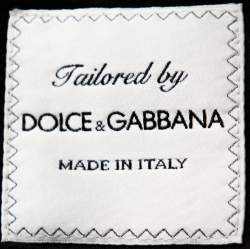 Tailored by
DOLCE & GABBANA
MADE IN ITALY